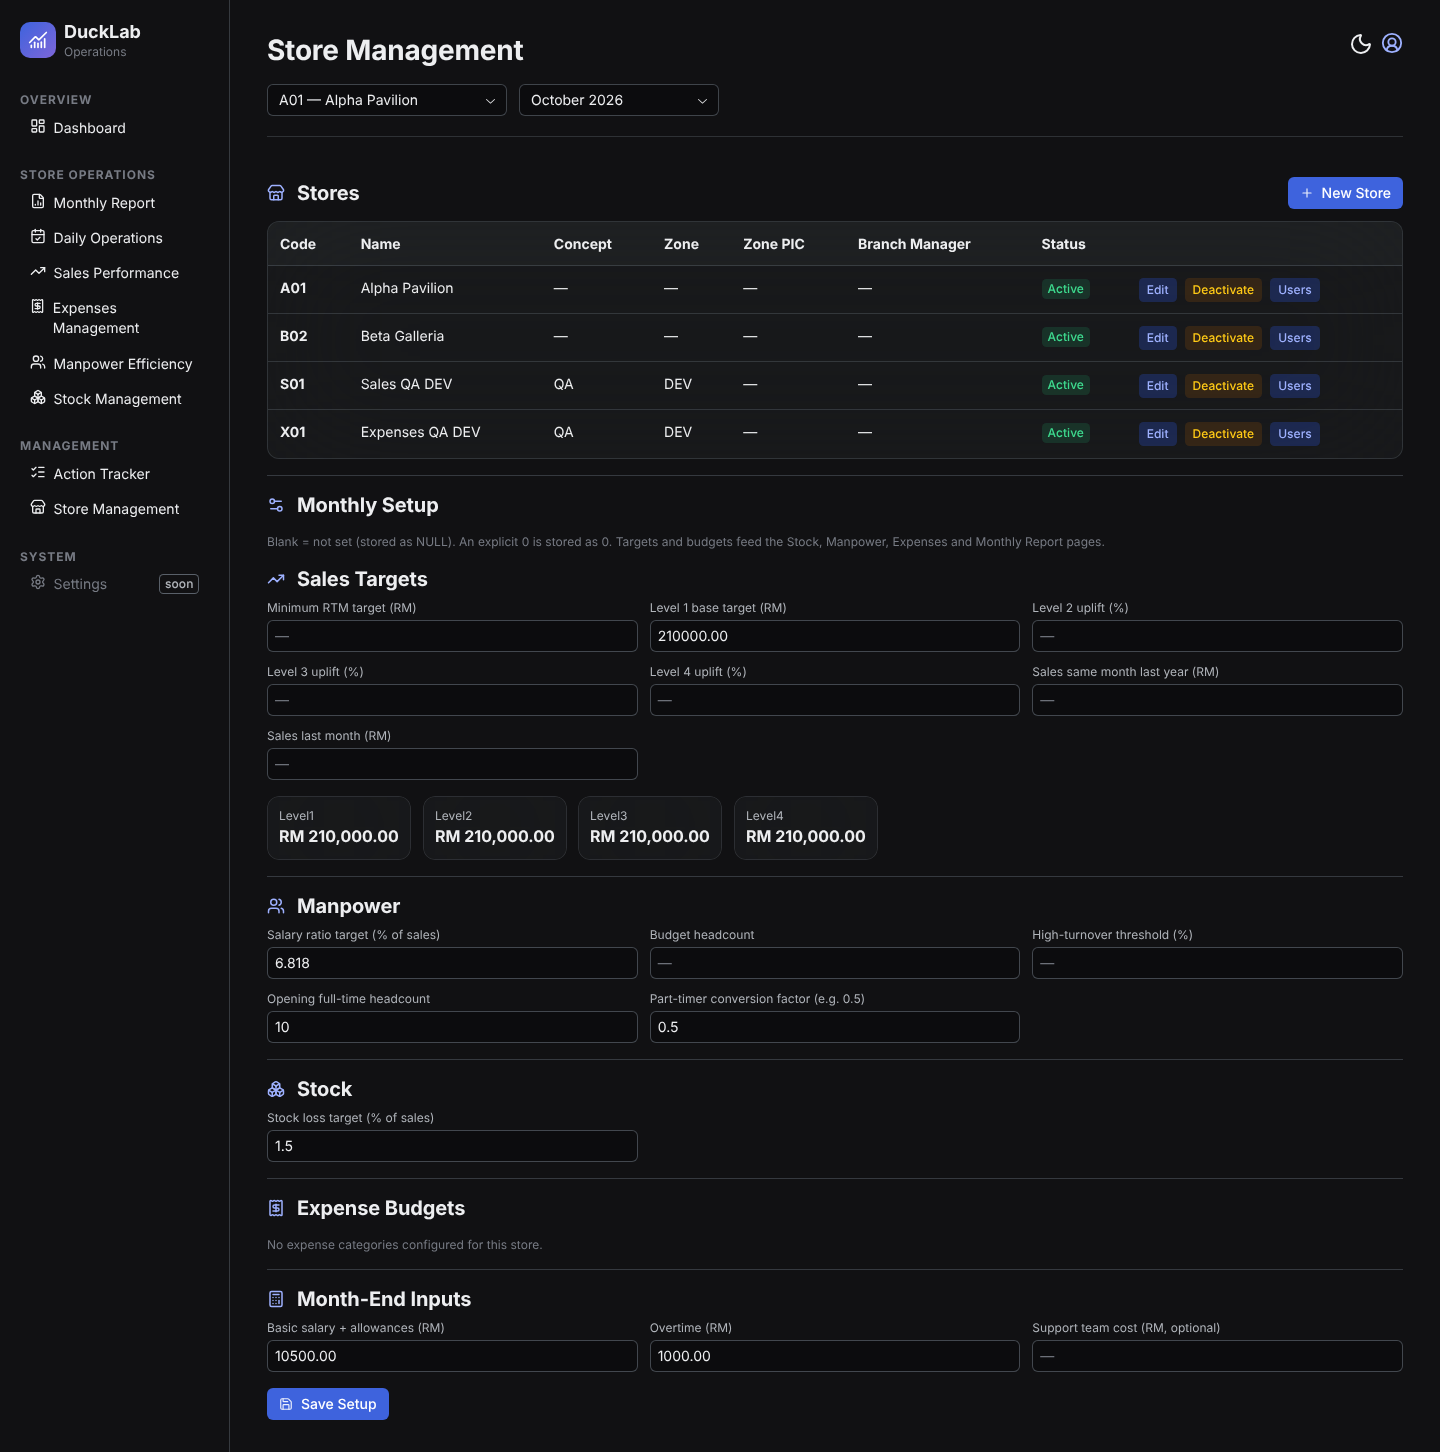 DuckLab
Operations
OVERVIEW
Dashboard
STORE OPERATIONS
Monthly Report
Daily Operations
Sales Performance
Expenses
Management
Manpower Efficiency
Stock Management
MANAGEMENT
Action Tracker
Store Management
SYSTEM
Settings soon
Store Management
A01 — Alpha Pavilion October 2026
Stores New Store
Code Name Concept Zone Zone PIC Branch Manager Status
A01 Alpha Pavilion — — — — Active Edit Deactivate Users
B02 Beta Galleria — — — — Active Edit Deactivate Users
S01 Sales QA DEV QA DEV — — Active Edit Deactivate Users
X01 Expenses QA DEV QA DEV — — Active Edit Deactivate Users
Monthly Setup
Blank = not set (stored as NULL). An explicit 0 is stored as 0. Targets and budgets feed the Stock, Manpower, Expenses and Monthly Report pages.
Sales Targets
Minimum RTM target (RM) Level 1 base target (RM) Level 2 uplift (%)
— 210000.00 —
Level 3 uplift (%) Level 4 uplift (%) Sales same month last year (RM)
— — —
Sales last month (RM)
—
Level1 Level2 Level3 Level4
RM 210,000.00 RM 210,000.00 RM 210,000.00 RM 210,000.00
Manpower
Salary ratio target (% of sales) Budget headcount High-turnover threshold (%)
6.818 — —
Opening full-time headcount Part-timer conversion factor (e.g. 0.5)
10 0.5
Stock
Stock loss target (% of sales)
1.5
Expense Budgets
No expense categories configured for this store.
Month-End Inputs
Basic salary + allowances (RM) Overtime (RM) Support team cost (RM, optional)
10500.00 1000.00 —
Save Setup